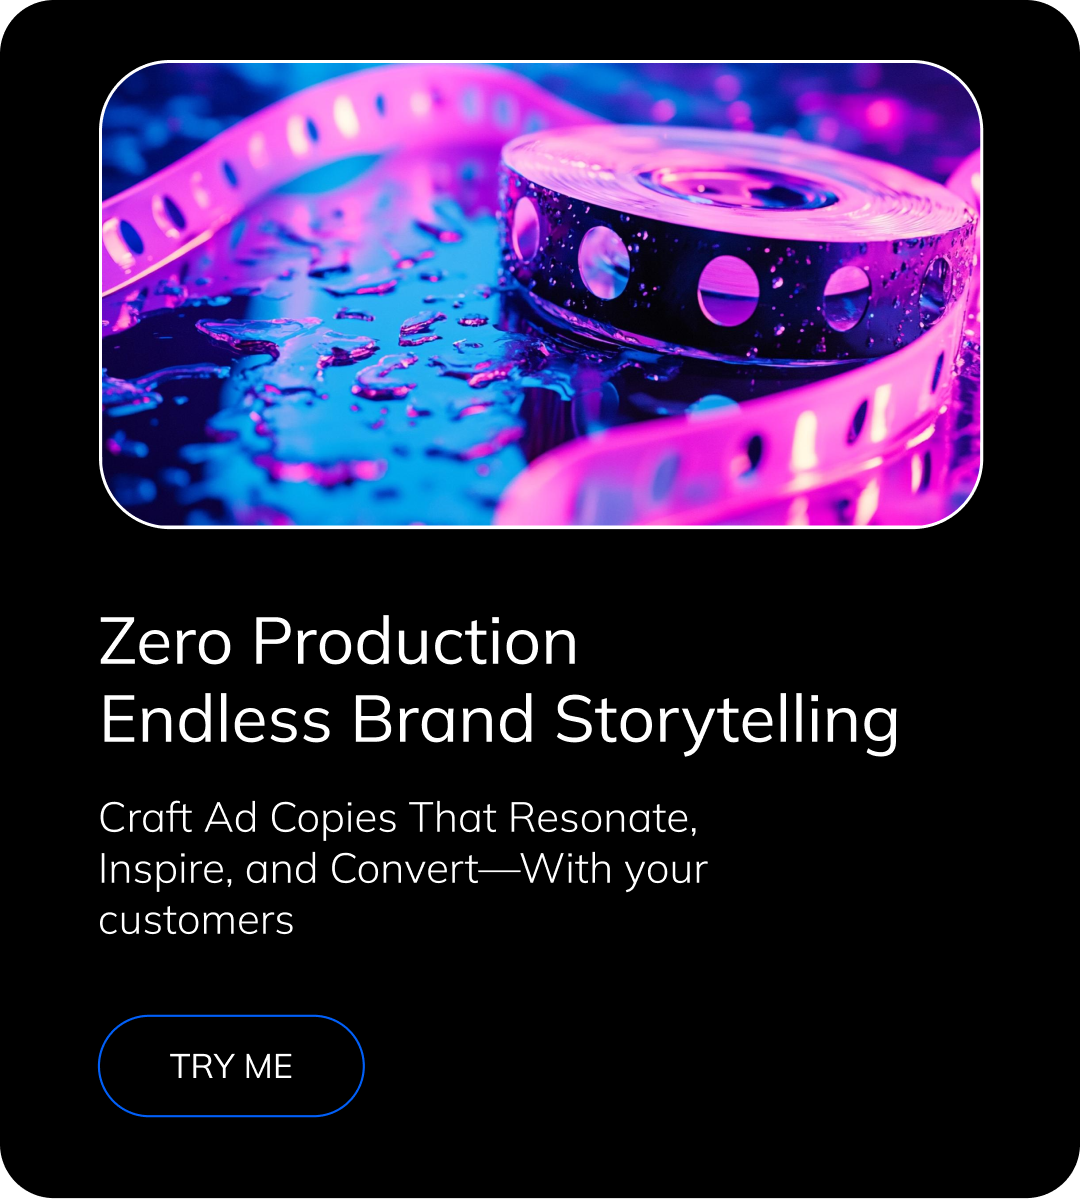 Zero Production
Endless Brand Storytelling
Craft Ad Copies That Resonate,
Inspire, and Convert—With your
customers
TRY ME